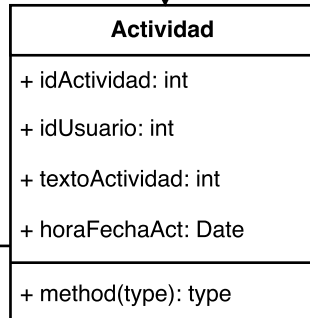 Actividad
+ idActividad: int
+ idUsuario: int
+ textoActividad: int
+ horaFechaAct: Date
+ method(type): type